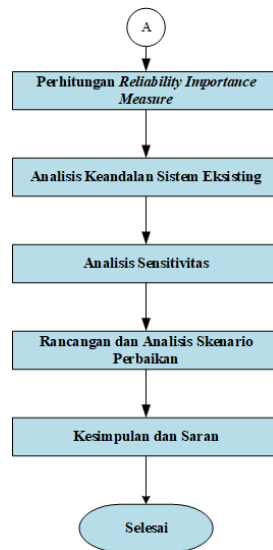 A
Perhitungan Reliability Importance
Measure
Analisis Keandalan Sistem Eksisting
Analisis Sensitivitas
Rancangan dan Analisis Skenario
Perbaikan
Kesimpulan dan Saran
Selesai